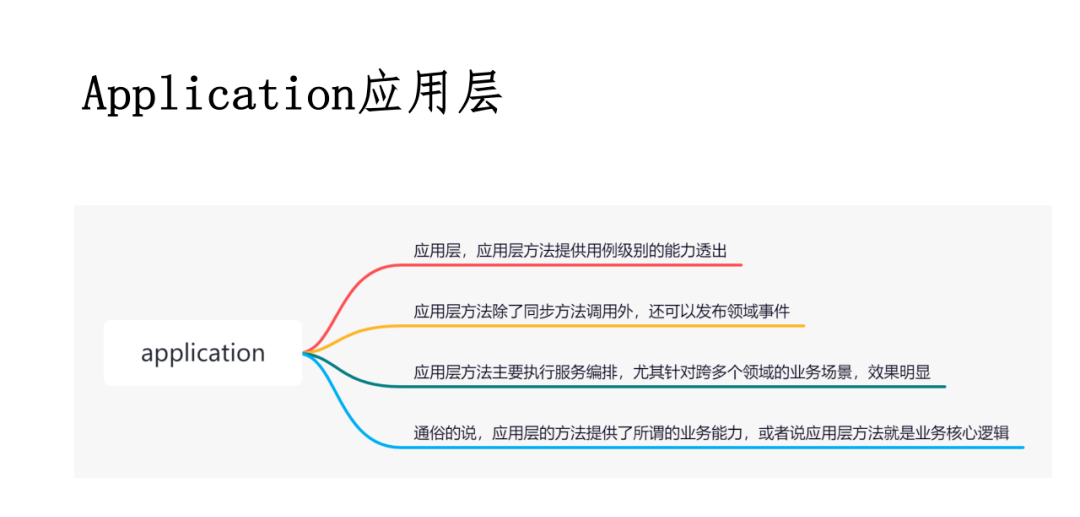 Application应用层
应用层，应用层方法提供用例级别的能力透出
应用层方法除了同步方法调用外，还可以发布领域事件
application
应用层方法主要执行服务编排，尤其针对跨多个领域的业务场景，效果明显
通俗的说，应用层的方法提供了所谓的业务能力，或者说应用层方法就是业务核心逻辑